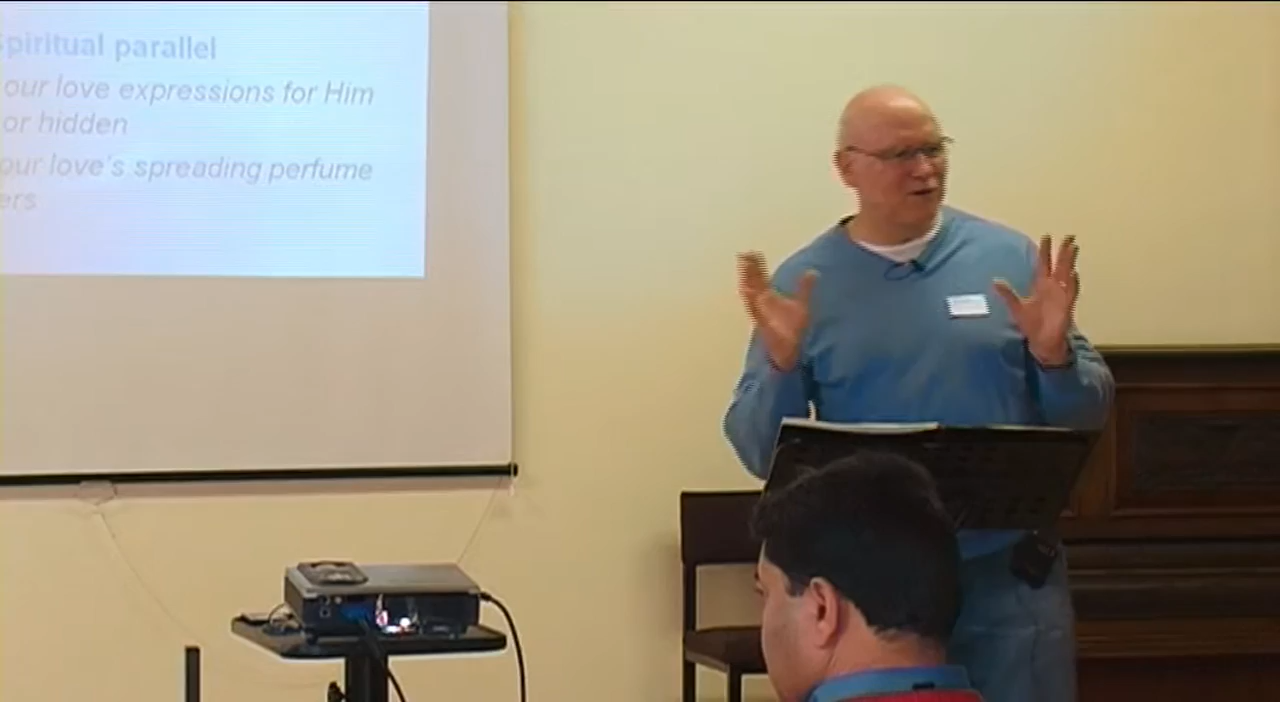 Spiritual parallel
our love expressions for Him
or hidden
our love's spreading perfume
ers